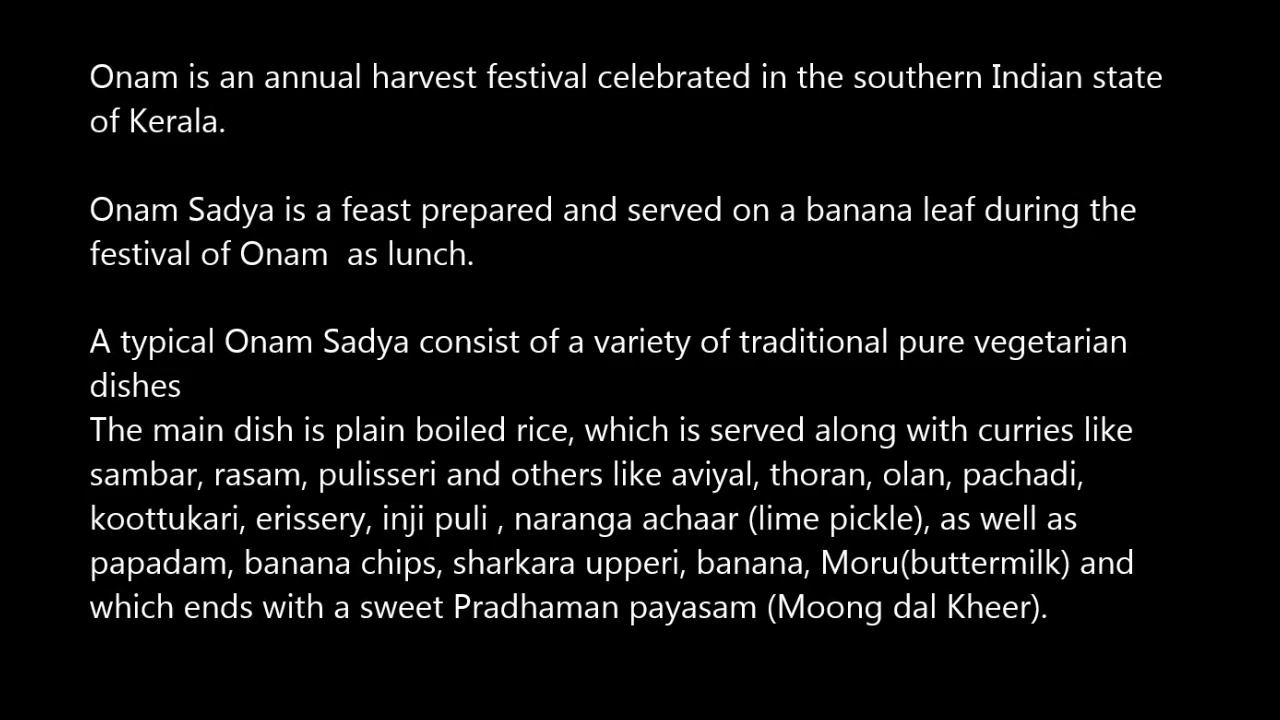 Onam is an annual harvest festival celebrated in the southern Indian state
of Kerala.
Onam Sadya is a feast prepared and served on a banana leaf during the
festival of Onam  as lunch.
A typical Onam Sadya consist of a variety of traditional pure vegetarian
dishes
The main dish is plain boiled rice, which is served along with curries like
sambar, rasam, pulisseri and others like aviyal, thoran, olan, pachadi,
koottukari, erissery, inji puli , naranga achaar (lime pickle), as well as
papadam, banana chips, sharkara upperi, banana, Moru(buttermilk) and
which ends with a sweet Pradhaman payasam (Moong dal Kheer).